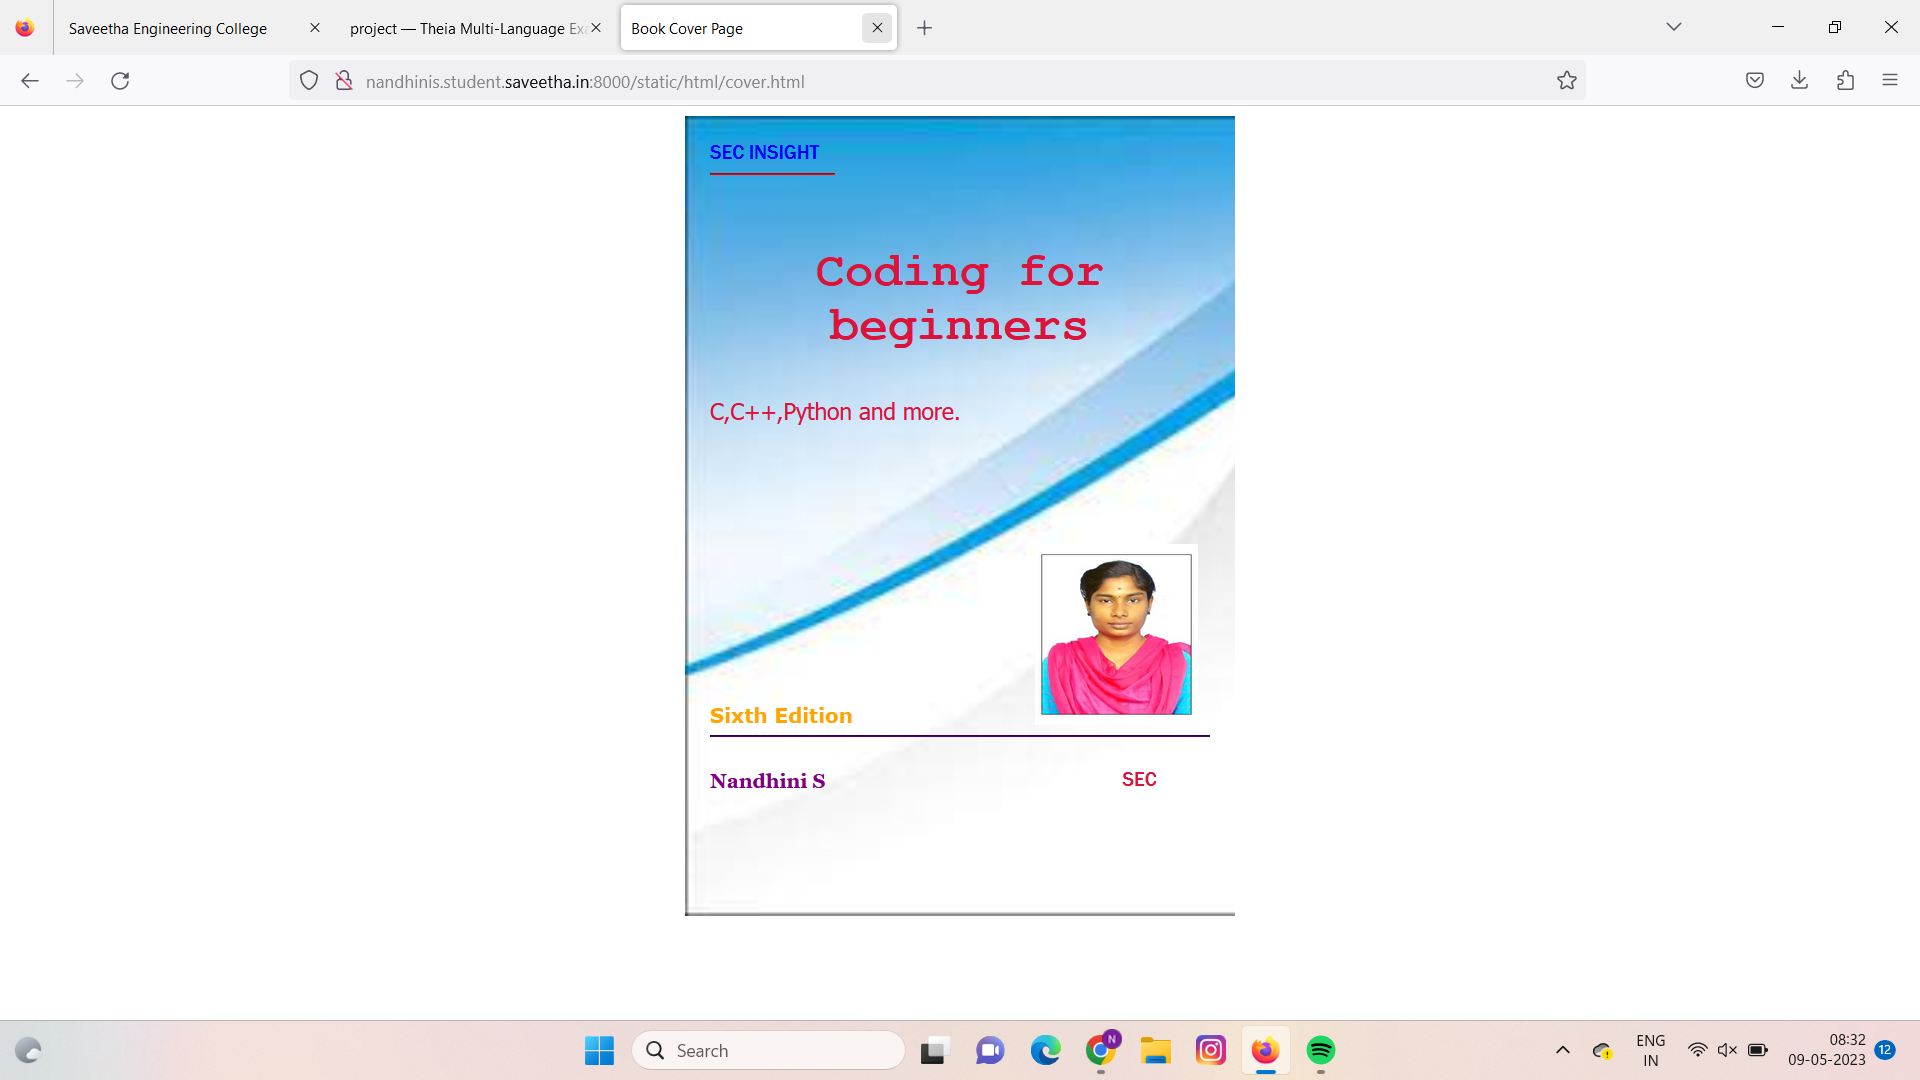 Saveetha Engineering College
project — Theia Multi-Language Ex
Book Cover Page
nandhinis.student.saveetha.in:8000/static/html/cover.html
SEC INSIGHT
Coding for
beginners
C,C++,Python and more.
Sixth Edition
Nandhini S
SEC
Search
N
ENG
IN
08:32
09-05-2023
12